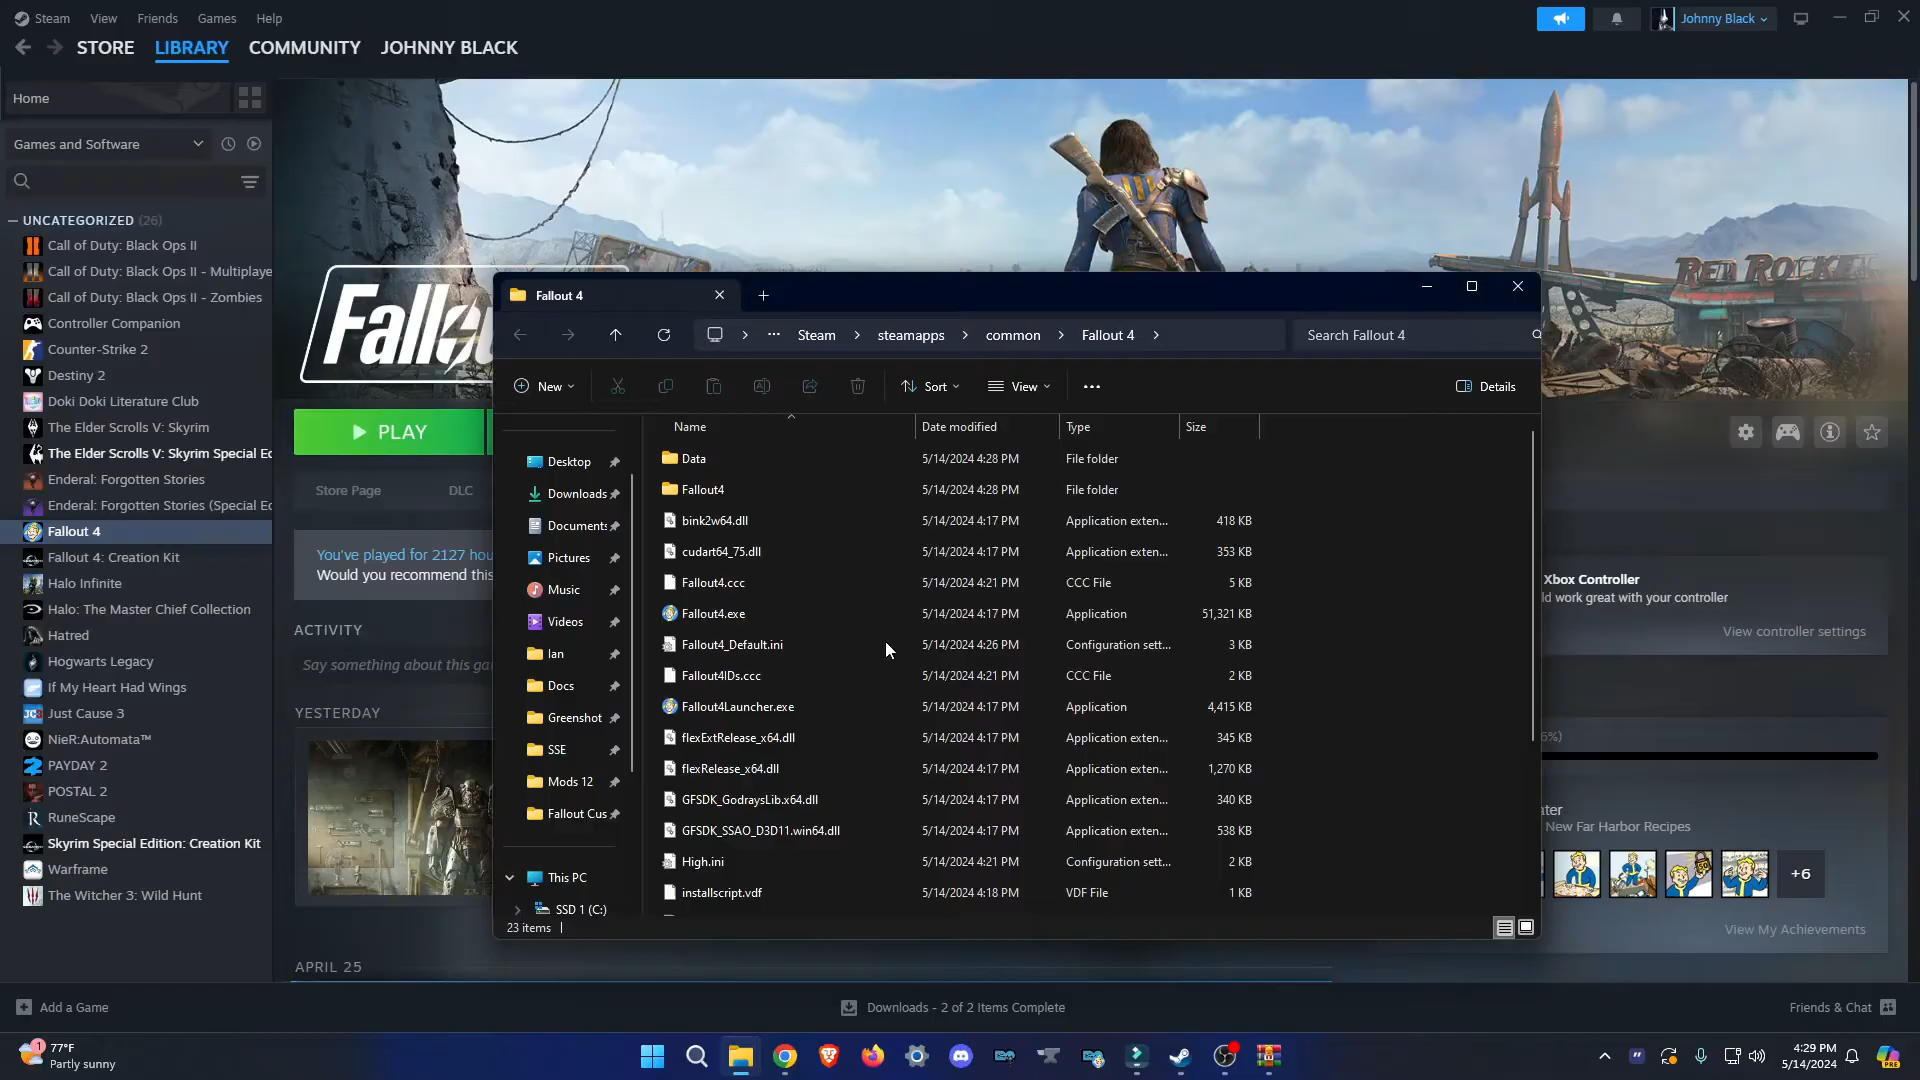 Steam View Friends Games Help
Johnny Black
STORE LIBRARY COMMUNITY JOHNNY BLACK
Home
Games and Software
UNCATEGORIZED (26)
Call of Duty: Black Ops II
Call of Duty: Black Ops II - Multiplaye
Call of Duty: Black Ops II - Zombies
Controller Companion
Counter-Strike 2
Destiny 2
Doki Doki Literature Club
The Elder Scrolls V: Skyrim
The Elder Scrolls V: Skyrim Special Ec
Enderal: Forgotten Stories
Enderal: Forgotten Stories (Special Ec
Fallout 4
Fallout 4: Creation Kit
Halo Infinite
Halo: The Master Chief Collection
Hatred
Hogwarts Legacy
If My Heart Had Wings
Just Cause 3
NieR:Automata™
PAYDAY 2
POSTAL 2
RuneScape
Skyrim Special Edition: Creation Kit
Warframe
The Witcher 3: Wild Hunt
Add a Game
RED ROCKE
PLAY
Store Page DLC
You've played for 2127 hou
Would you recommend this
ACTIVITY
Say something about this ga
YESTERDAY
APRIL 25
Fallout 4
Steam steamapps common Fallout 4
Search Fallout 4
New Sort View Details
Desktop
Downloads
Documents
Pictures
Music
Videos
Ian
Docs
Greenshot
SSE
Mods 12
Fallout Cus
This PC
SSD 1 (C:)
Name Date modified Type Size
Data 5/14/2024 4:28 PM File folder
Fallout4 5/14/2024 4:28 PM File folder
bink2w64.dll 5/14/2024 4:17 PM Application exten... 418 KB
cudart64_75.dll 5/14/2024 4:17 PM Application exten... 353 KB
Fallout4.ccc 5/14/2024 4:21 PM CCC File 5 KB
Fallout4.exe 5/14/2024 4:17 PM Application 51,321 KB
Fallout4_Default.ini 5/14/2024 4:26 PM Configuration sett... 3 KB
Fallout4IDs.ccc 5/14/2024 4:21 PM CCC File 2 KB
Fallout4Launcher.exe 5/14/2024 4:17 PM Application 4,415 KB
flexExtRelease_x64.dll 5/14/2024 4:17 PM Application exten... 345 KB
flexRelease_x64.dll 5/14/2024 4:17 PM Application exten... 1,270 KB
GFSDK_GodraysLib.x64.dll 5/14/2024 4:17 PM Application exten... 340 KB
GFSDK_SSAO_D3D11.win64.dll 5/14/2024 4:17 PM Application exten... 538 KB
High.ini 5/14/2024 4:21 PM Configuration sett... 2 KB
installscript.vdf 5/14/2024 4:18 PM VDF File 1 KB
23 items
Xbox Controller
ld work great with your controller
View controller settings
%)
ater
New Far Harbor Recipes
+6
View My Achievements
Downloads - 2 of 2 Items Complete
Friends & Chat
1
77°F
Partly sunny
4:29 PM
5/14/2024
PRE